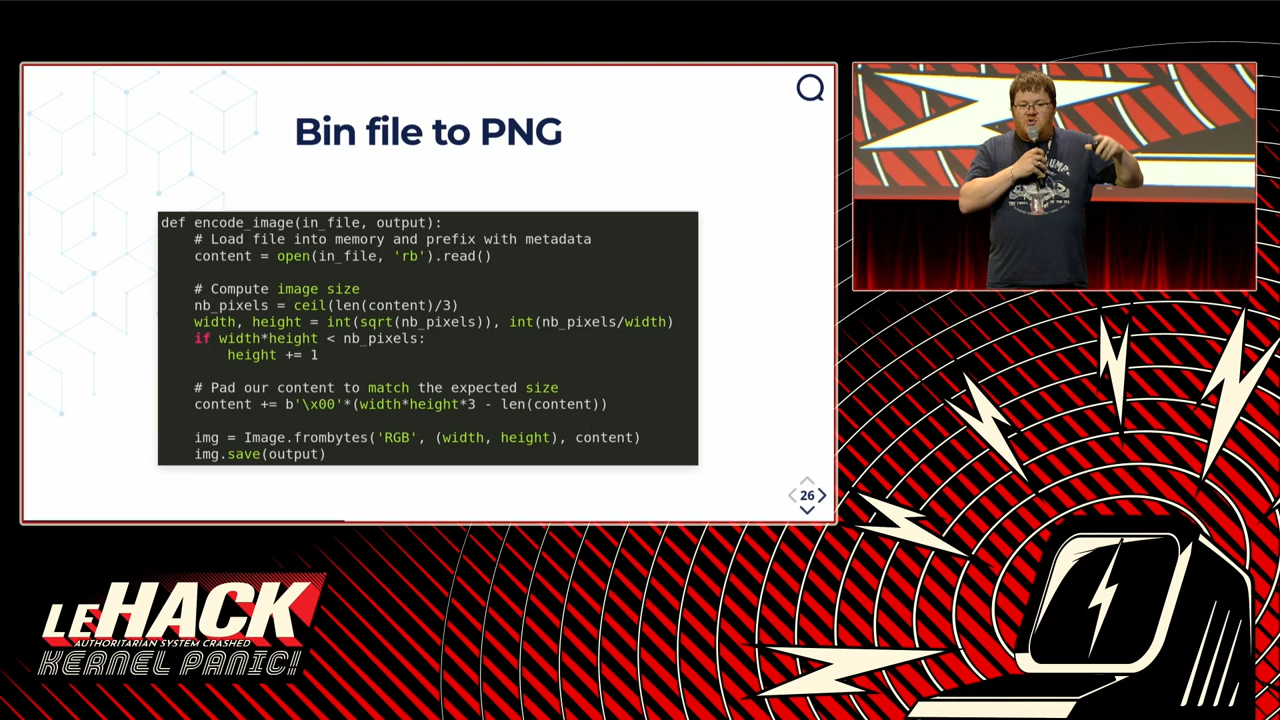 Bin file to PNG
def encode_image(in_file, output):
# Load file into memory and prefix with metadata
content = open(in_file, 'rb').read()
# Compute image size
nb_pixels = ceil(len(content)/3)
width, height = int(sqrt(nb_pixels)), int(nb_pixels/width)
if width*height < nb_pixels:
height += 1
# Pad our content to match the expected size
content += b'\x00'*(width*height*3 - len(content))
img = Image.frombytes('RGB', (width, height), content)
img.save(output)
26
LEHACK
AUTHORITARIAN SYSTEM CRASHED
KERNEL PANIC!